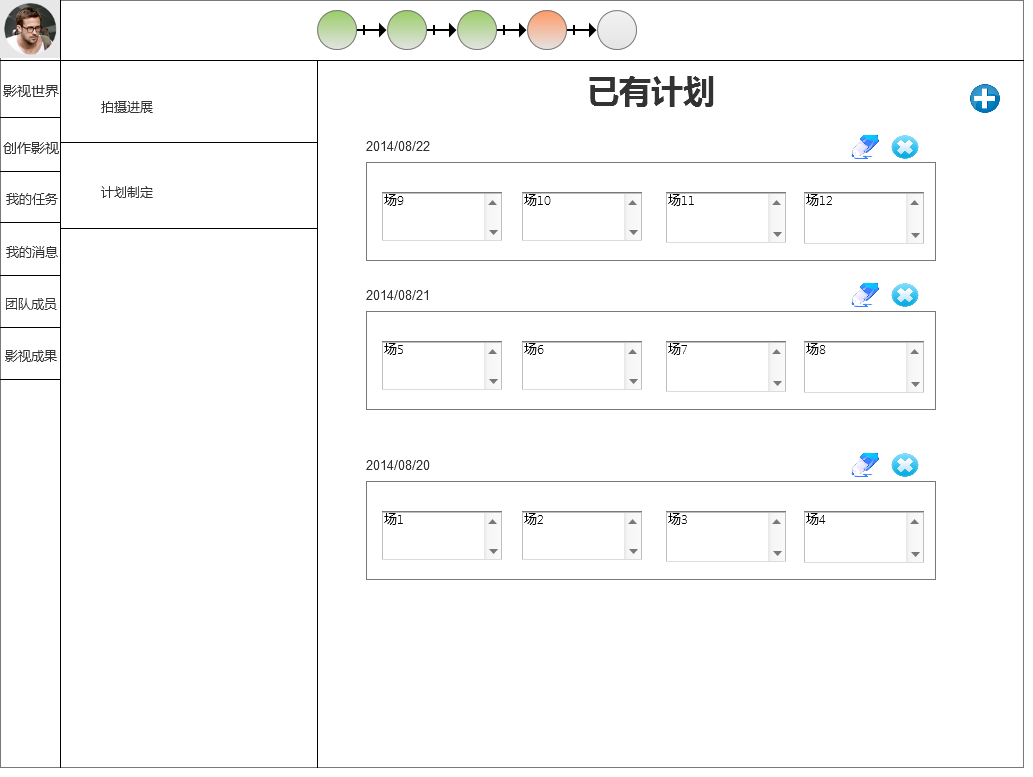 影视世界
创作影视
我的任务
我的消息
团队成员
影视成果
拍摄进展
计划制定
已有计划
2014/08/22
场9
场10
场11
场12
2014/08/21
场5
场6
场7
场8
2014/08/20
场1
场2
场3
场4